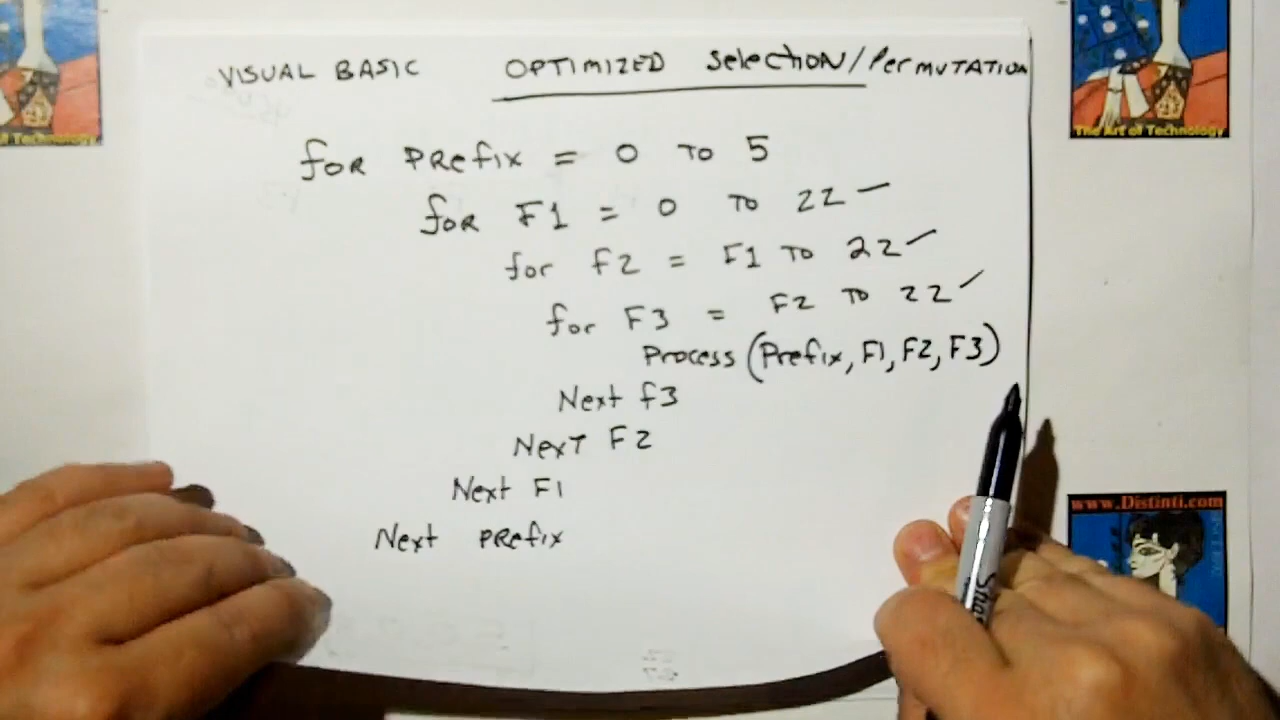 VISUAL BASIC OPTIMIZED Selection/Permutation
for Prefix = 0 TO 5
for F1 = 0 TO 22
for F2 = F1 TO 22
for F3 = F2 TO 22
Process (Prefix, F1, F2, F3)
Next f3
Next F2
Next F1
Next Prefix
The Art of Technology
www.Distinti.com